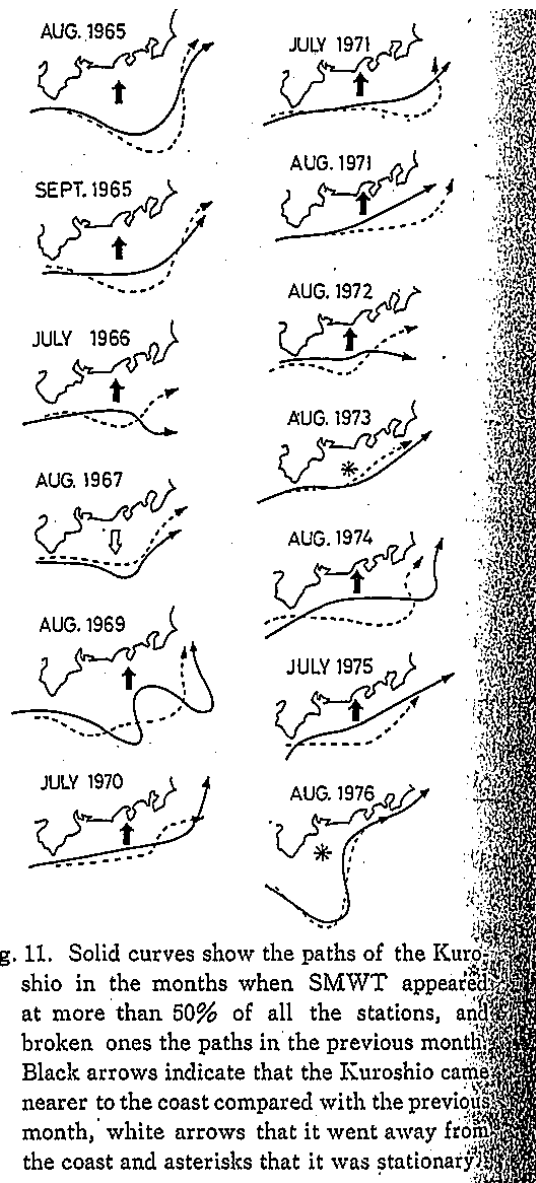 AUG. 1965
SEPT. 1965
JULY 1966
AUG. 1967
AUG. 1969
JULY 1970
JULY 1971
AUG. 1971
AUG. 1972
AUG. 1973
AUG. 1974
JULY 1975
AUG. 1976
g. 11. Solid curves show the paths of the Kuro-
shio in the months when SMWT appeared
at more than 50% of all the stations, and
broken ones the paths in the previous month.
Black arrows indicate that the Kuroshio came
nearer to the coast compared with the previous
month, white arrows that it went away from
the coast and asterisks that it was stationary.